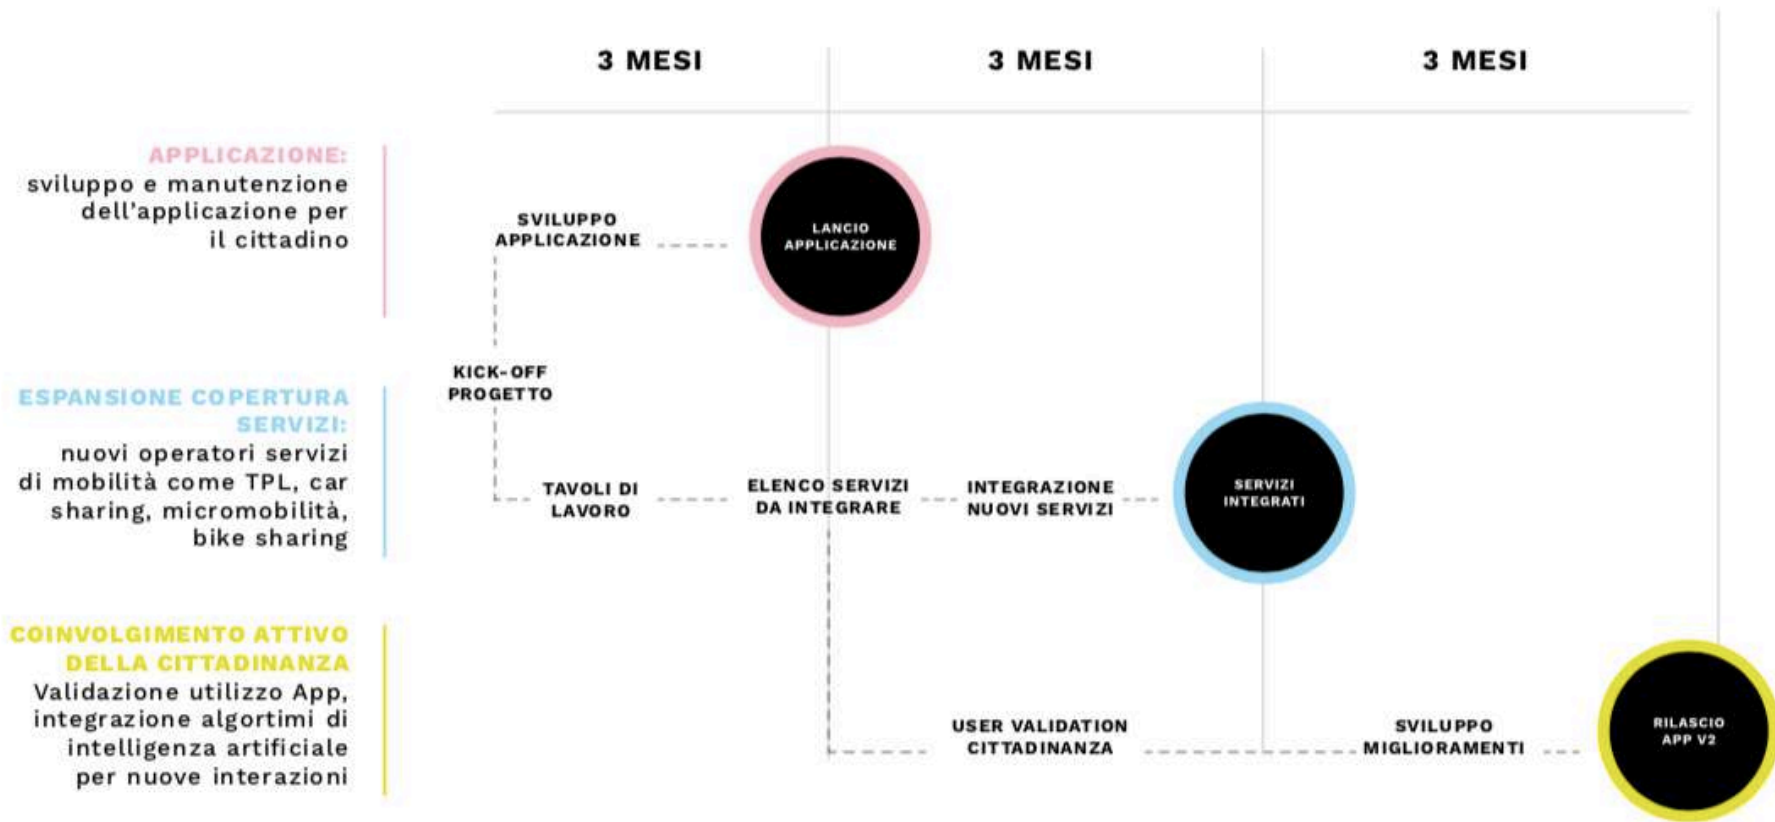 3 MESI
3 MESI
3 MESI
APPLICAZIONE:
sviluppo e manutenzione
dell'applicazione per
il cittadino
SVILUPPO
APPLICAZIONE
LANCIO
APPLICAZIONE
KICK-OFF
PROGETTO
ESPANSIONE COPERTURA
SERVIZI:
nuovi operatori servizi
di mobilità come TPL, car
sharing, micromobilità,
bike sharing
TAVOLI DI
LAVORO
ELENCO SERVIZI
DA INTEGRARE
INTEGRAZIONE
NUOVI SERVIZI
SERVIZI
INTEGRATI
COINVOLGIMENTO ATTIVO
DELLA CITTADINANZA
Validazione utilizzo App,
integrazione algortimi di
intelligenza artificiale
per nuove interazioni
USER VALIDATION
CITTADINANZA
SVILUPPO
MIGLIORAMENTI
RILASCIO
APP V2